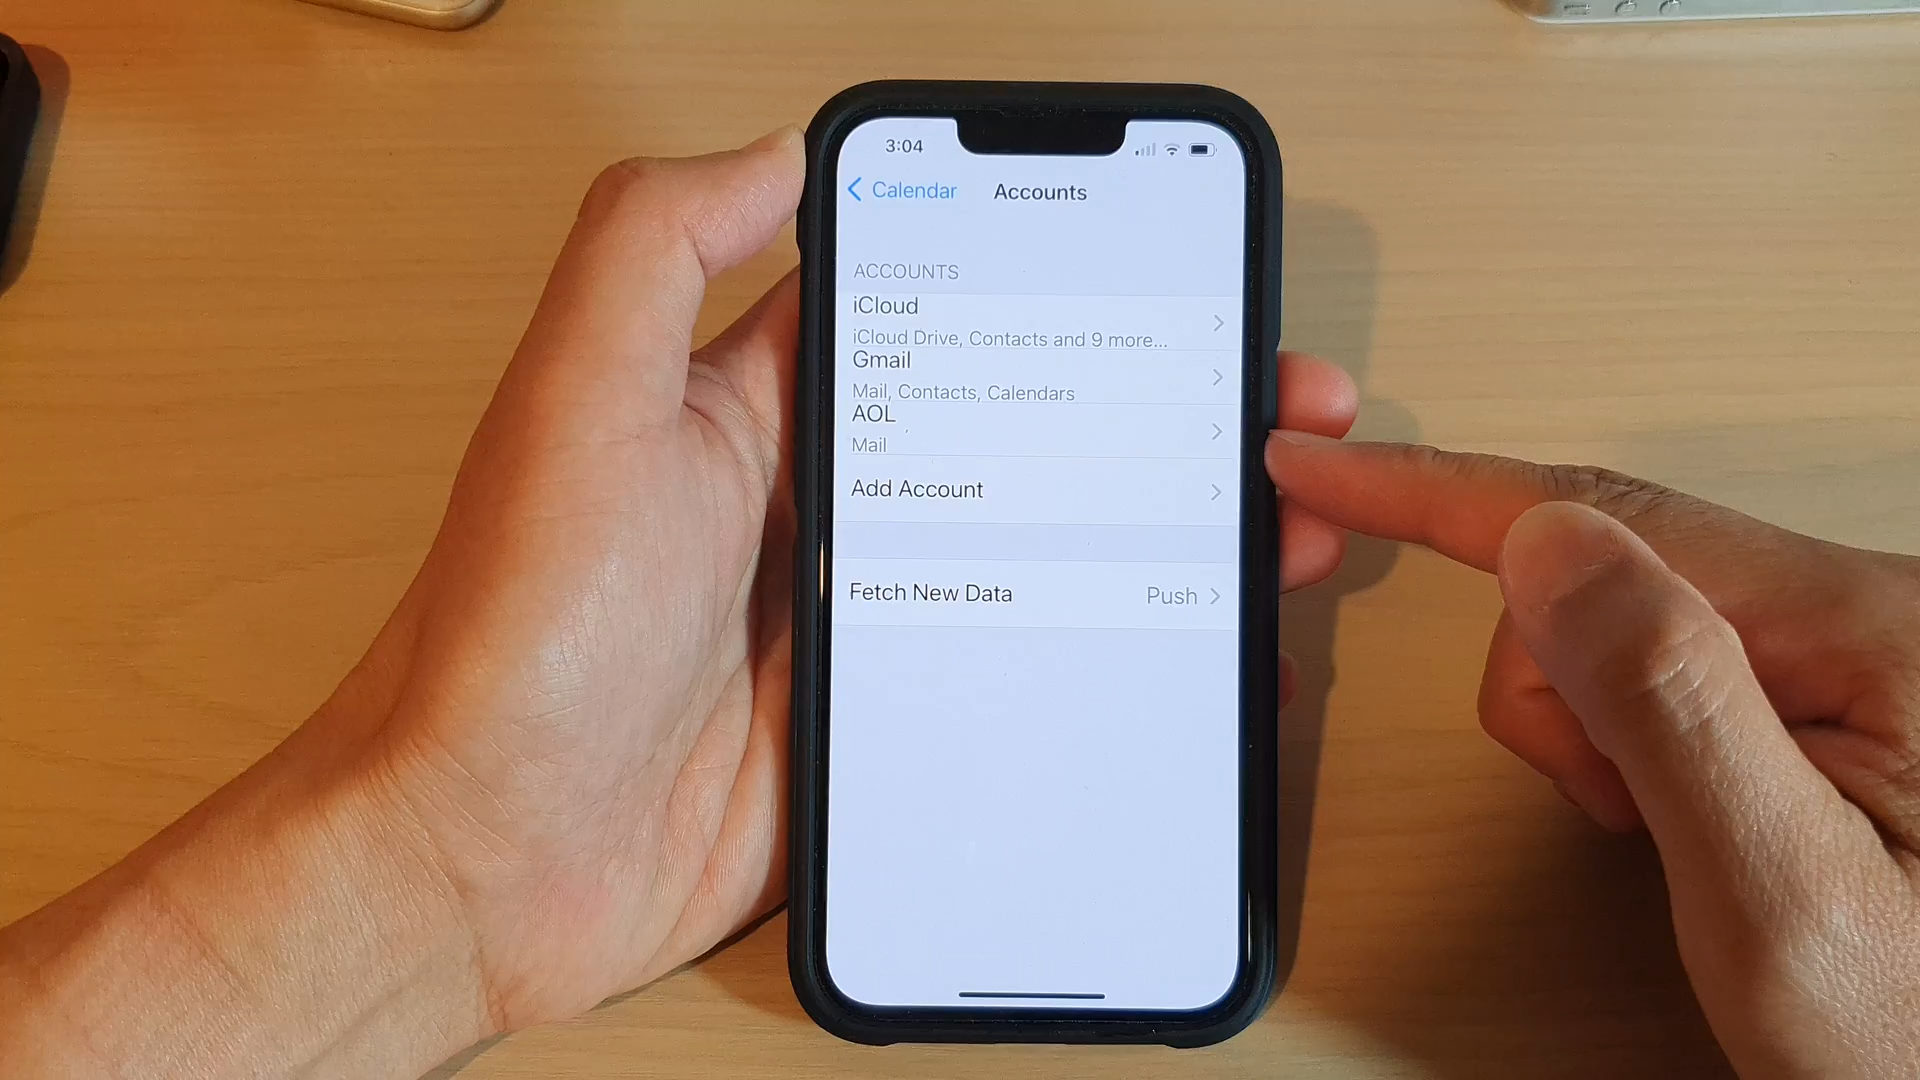 3:04
Calendar
Accounts
ACCOUNTS
iCloud
iCloud Drive, Contacts and 9 more...
Gmail
Mail, Contacts, Calendars
AOL
Mail
Add Account
Fetch New Data Push